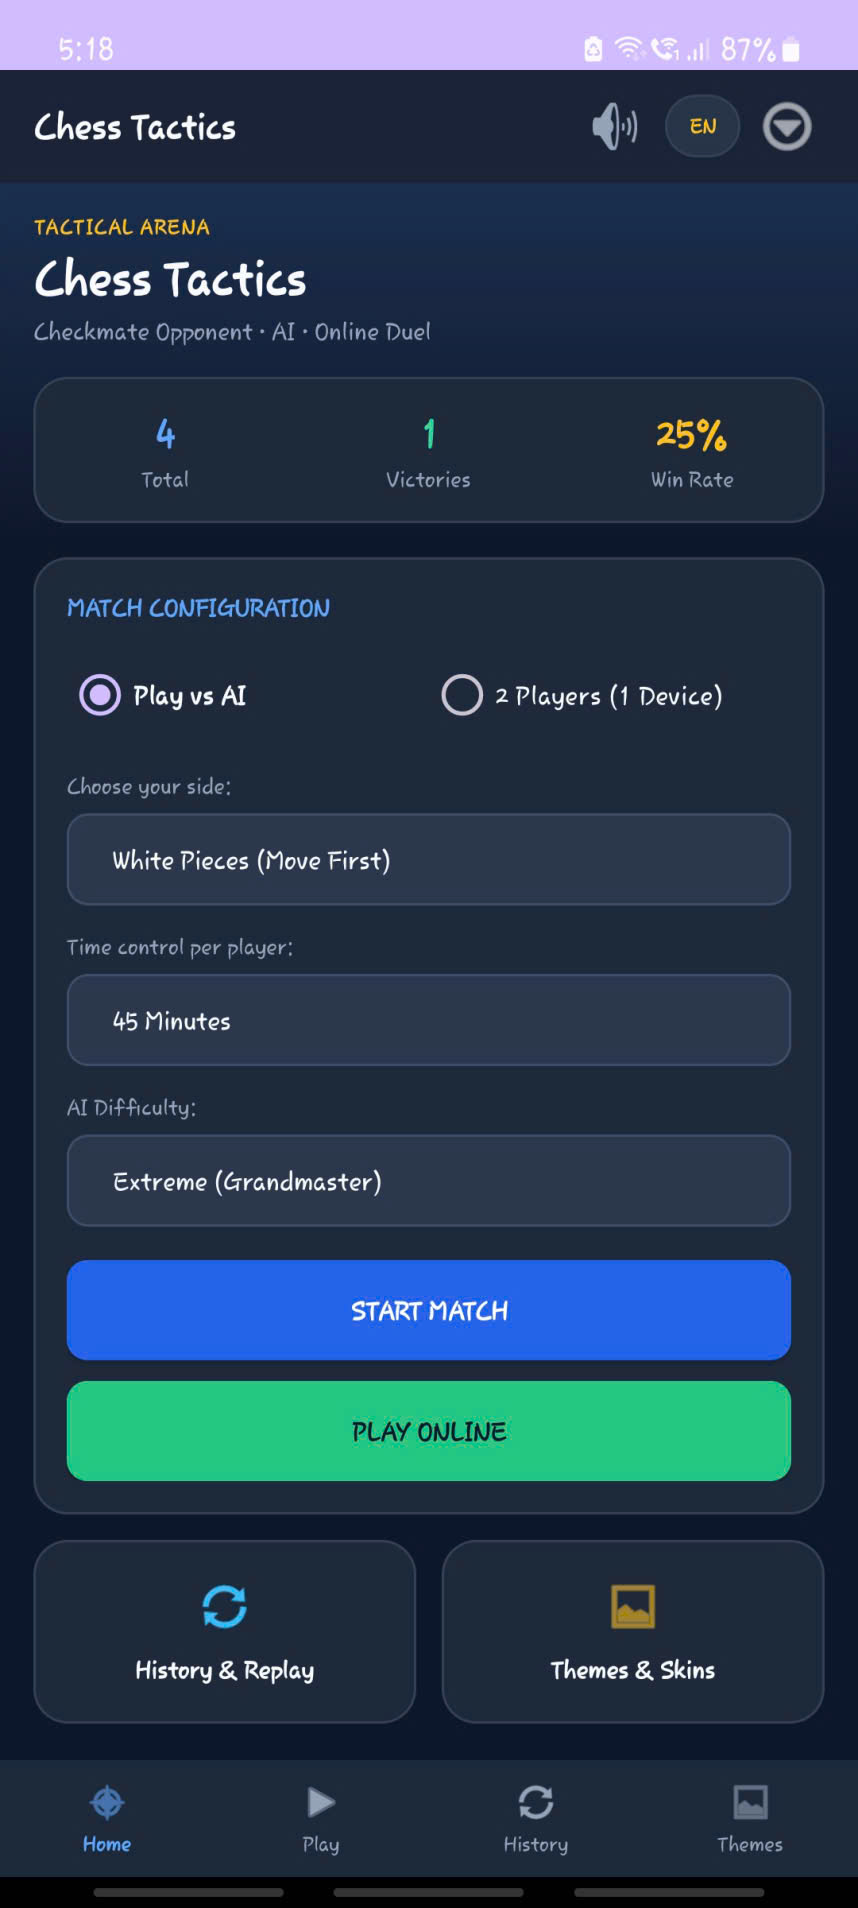 5:18
87%
Chess Tactics
EN
TACTICAL ARENA
Chess Tactics
Checkmate Opponent • AI • Online Duel
4
1
25%
Total
Victories
Win Rate
MATCH CONFIGURATION
Play vs AI
2 Players (1 Device)
Choose your side:
White Pieces (Move First)
Time control per player:
45 Minutes
AI Difficulty:
Extreme (Grandmaster)
START MATCH
PLAY ONLINE
History & Replay
Themes & Skins
Home
Play
History
Themes